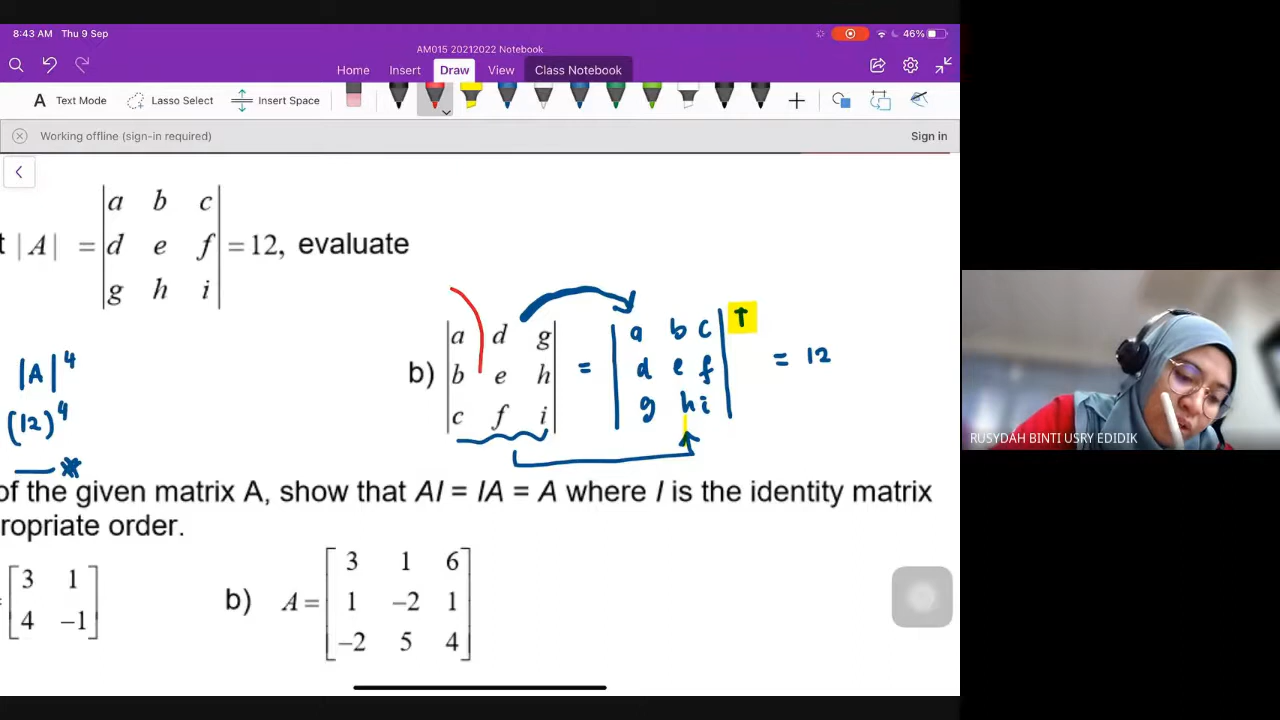 8:43 AM Thu 9 Sep
46%
AM015 20212022 Notebook
Home Insert Draw View Class Notebook
A Text Mode Lasso Select Insert Space
Working offline (sign-in required) Sign in
t |A| = |a b c| = 12, evaluate
|d e f|
|g h i|
|A|⁴
(12)⁴
b) |a d g| = |a b c|ᵀ = 12
|b e h| |d e f|
|c f i| |g h i|
of the given matrix A, show that AI = IA = A where I is the identity matrix
ropriate order.
= [3 1]
[4 −1]
b) A = [3 1 6]
[1 −2 1]
[−2 5 4]
RUSYDAH BINTI USRY EDIDIK